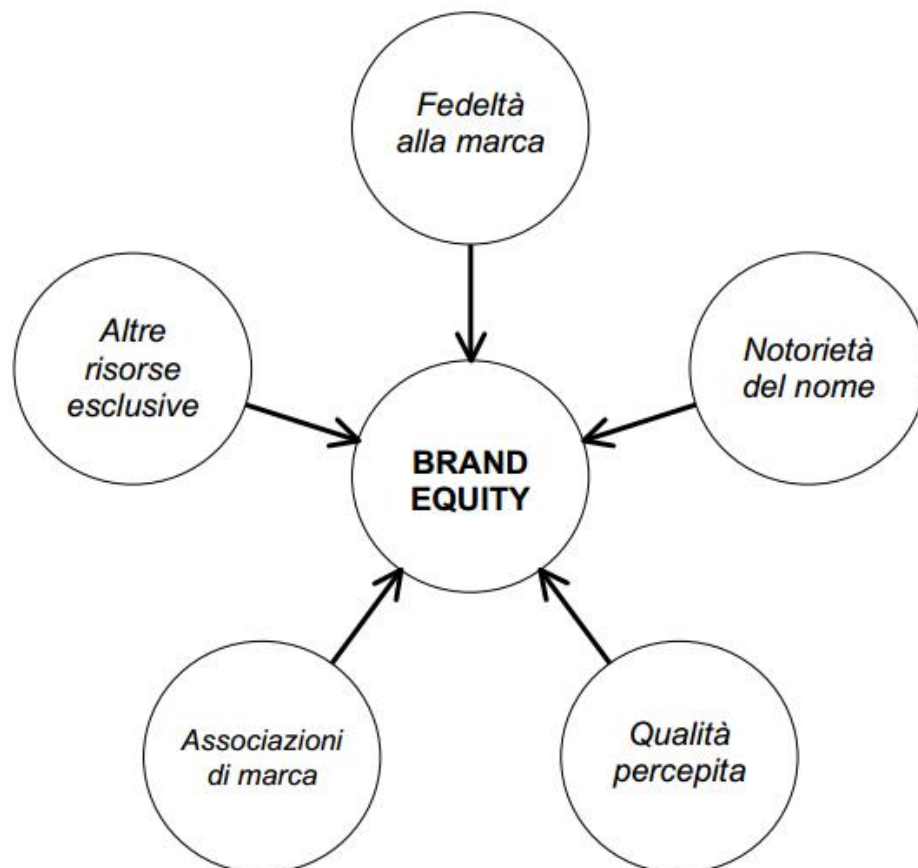 Fedeltà
alla marca
Altre
risorse
esclusive
Notorietà
del nome
BRAND
EQUITY
Associazioni
di marca
Qualità
percepita